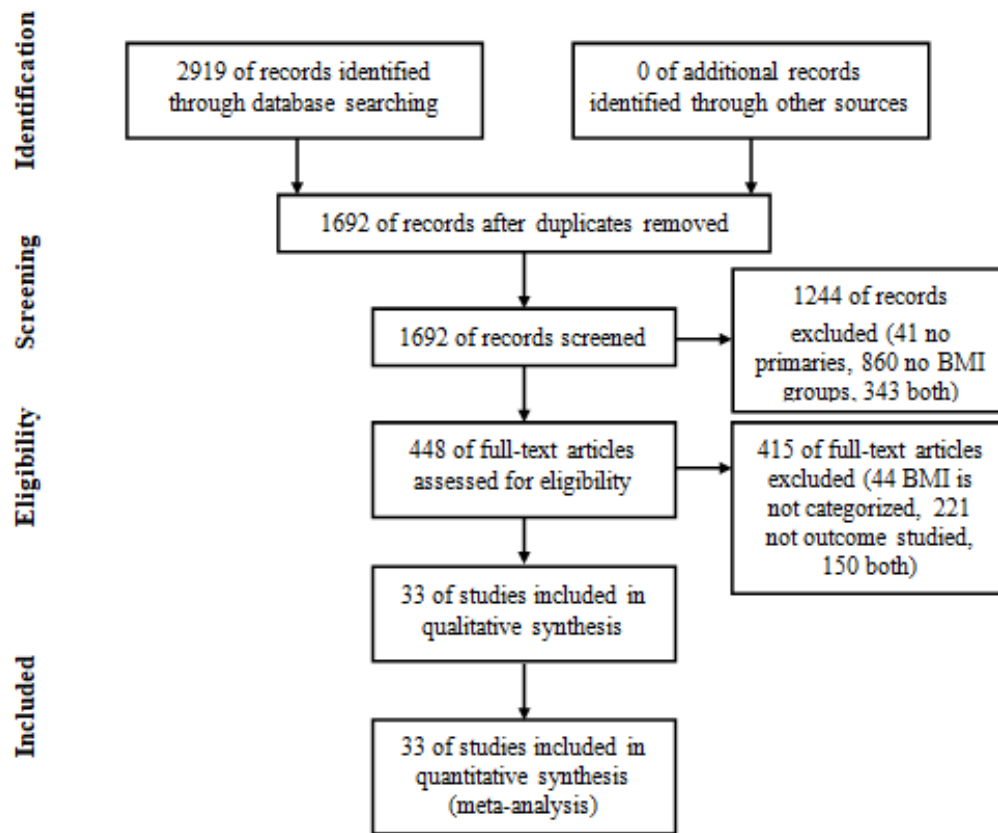 Identification
2919 of records identified
through database searching
0 of additional records
identified through other sources
1692 of records after duplicates removed
Screening
1692 of records screened
1244 of records
excluded (41 no
primaries, 860 no BMI
groups, 343 both)
Eligibility
448 of full-text articles
assessed for eligibility
415 of full-text articles
excluded (44 BMI is
not categorized, 221
not outcome studied,
150 both)
33 of studies included in
qualitative synthesis
Included
33 of studies included in
quantitative synthesis
(meta-analysis)